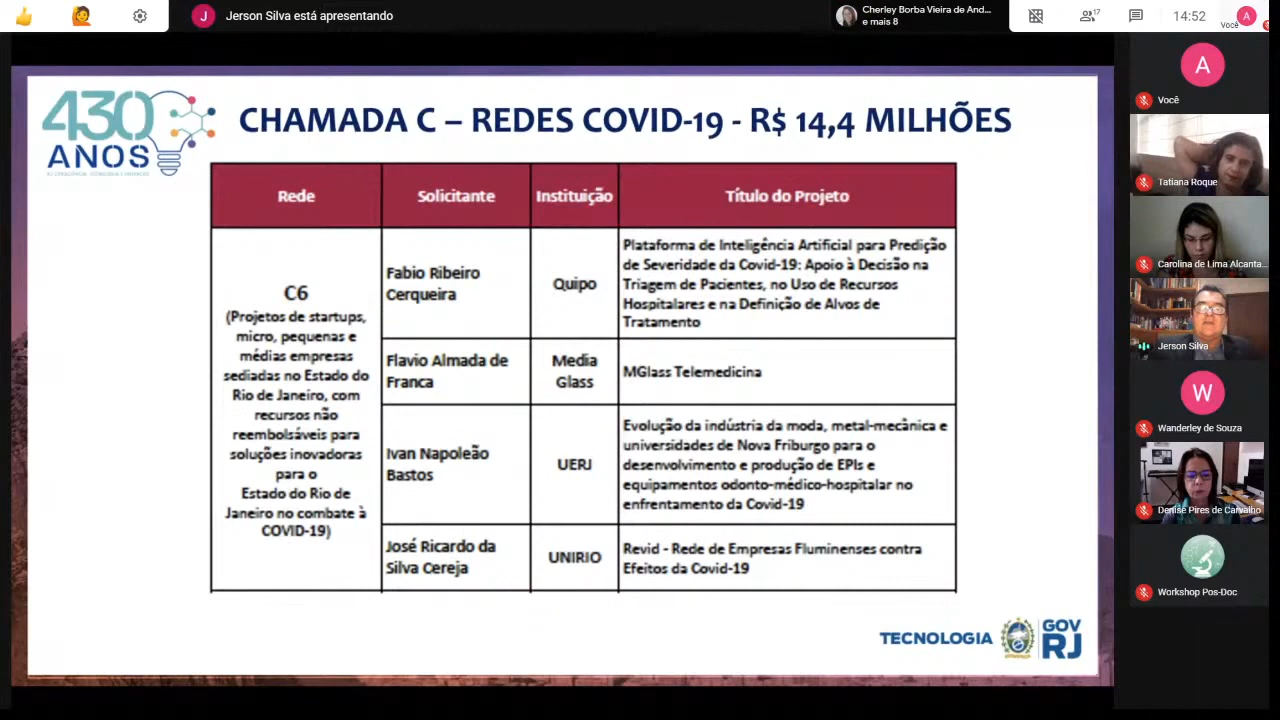 J Jerson Silva está apresentando
Cherley Borba Vieira de And...
e mais 8
17
14:52
Você
A
430
ANOS
CHAMADA C – REDES COVID-19 - R$ 14,4 MILHÕES
Rede Solicitante Instituição Título do Projeto
C6
(Projetos de startups,
micro, pequenas e
médias empresas
sediadas no Estado do
Rio de Janeiro, com
recursos não
reembolsáveis para
soluções inovadoras
para o
Estado do Rio de
Janeiro no combate à
COVID-19)
Fabio Ribeiro
Cerqueira
Quipo
Plataforma de Inteligência Artificial para Predição
de Severidade da Covid-19: Apoio à Decisão na
Triagem de Pacientes, no Uso de Recursos
Hospitalares e na Definição de Alvos de
Tratamento
Flavio Almada de
Franca
Media
Glass
MGlass Telemedicina
Ivan Napoleão
Bastos
UERJ
Evolução da indústria da moda, metal-mecânica e
universidades de Nova Friburgo para o
desenvolvimento e produção de EPIs e
equipamentos odonto-médico-hospitalar no
enfrentamento da Covid-19
José Ricardo da
Silva Cereja
UNIRIO
Revid - Rede de Empresas Fluminenses contra
Efeitos da Covid-19
TECNOLOGIA
GOV
RJ
A
Você
Tatiana Roque
Carolina de Lima Alcanta...
Jerson Silva
W
Wanderley de Souza
Denise Pires de Carvalho
Workshop Pos-Doc